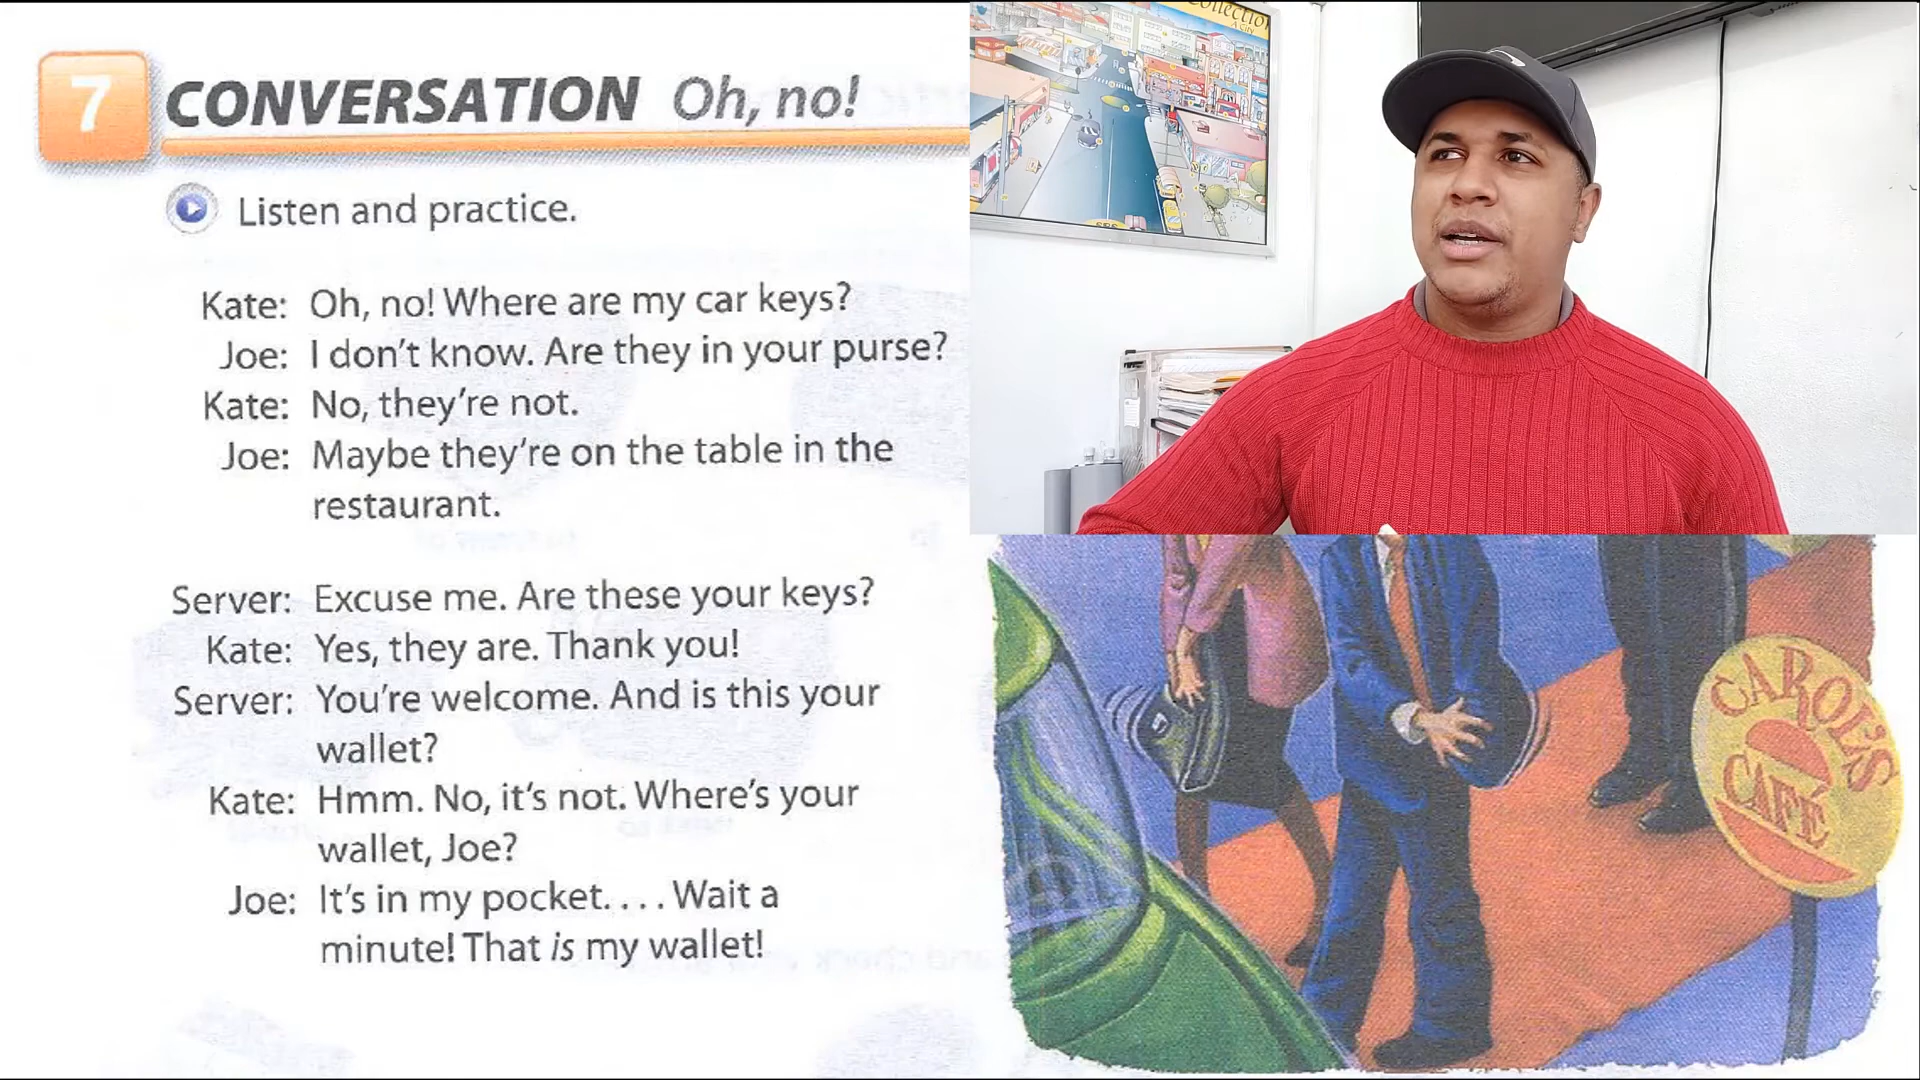 7 CONVERSATION Oh, no!
Listen and practice.
Kate: Oh, no! Where are my car keys?
Joe: I don't know. Are they in your purse?
Kate: No, they're not.
Joe: Maybe they're on the table in the
restaurant.
Server: Excuse me. Are these your keys?
Kate: Yes, they are. Thank you!
Server: You're welcome. And is this your
wallet?
Kate: Hmm. No, it's not. Where's your
wallet, Joe?
Joe: It's in my pocket. . . . Wait a
minute! That is my wallet!
Collection
A CITY
CAROL'S
CAFÉ